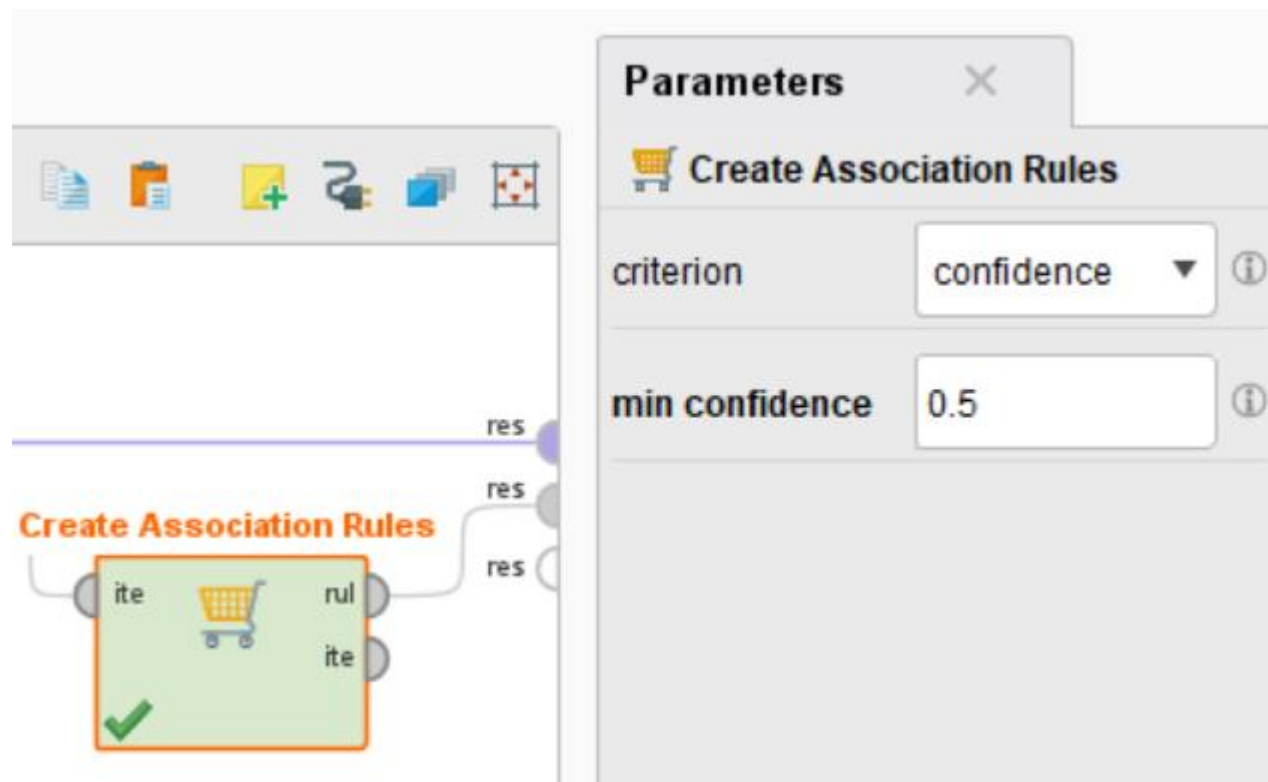 Parameters
Create Association Rules
criterion
confidence
min confidence
0.5
res
res
res
Create Association Rules
ite
rul
ite